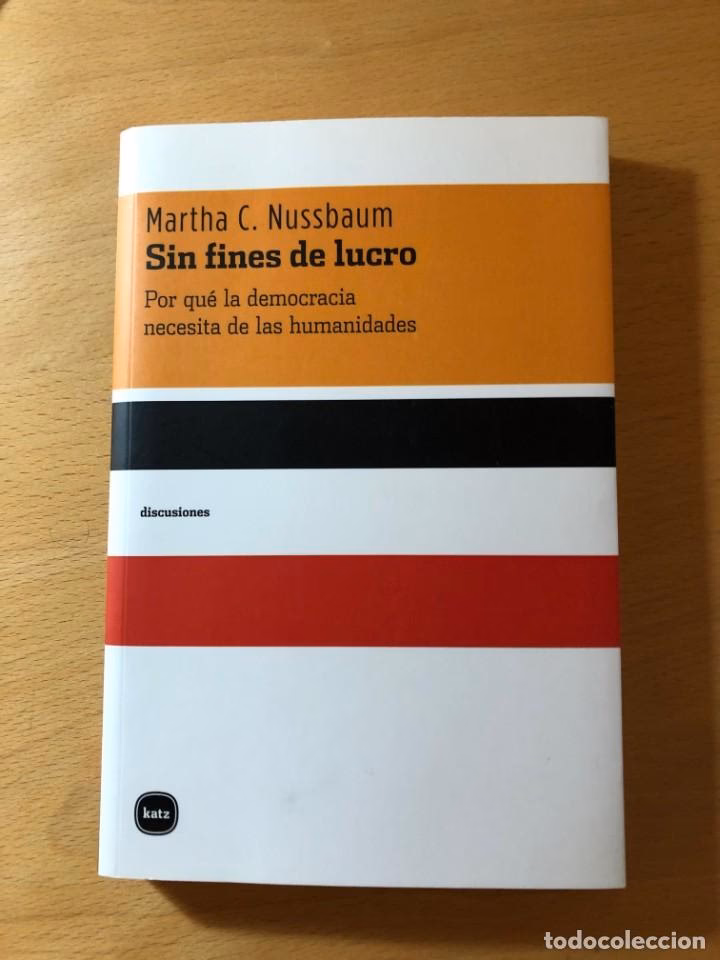 Martha C. Nussbaum
Sin fines de lucro
Por qué la democracia
necesita de las humanidades
discusiones
katz
todocoleccion